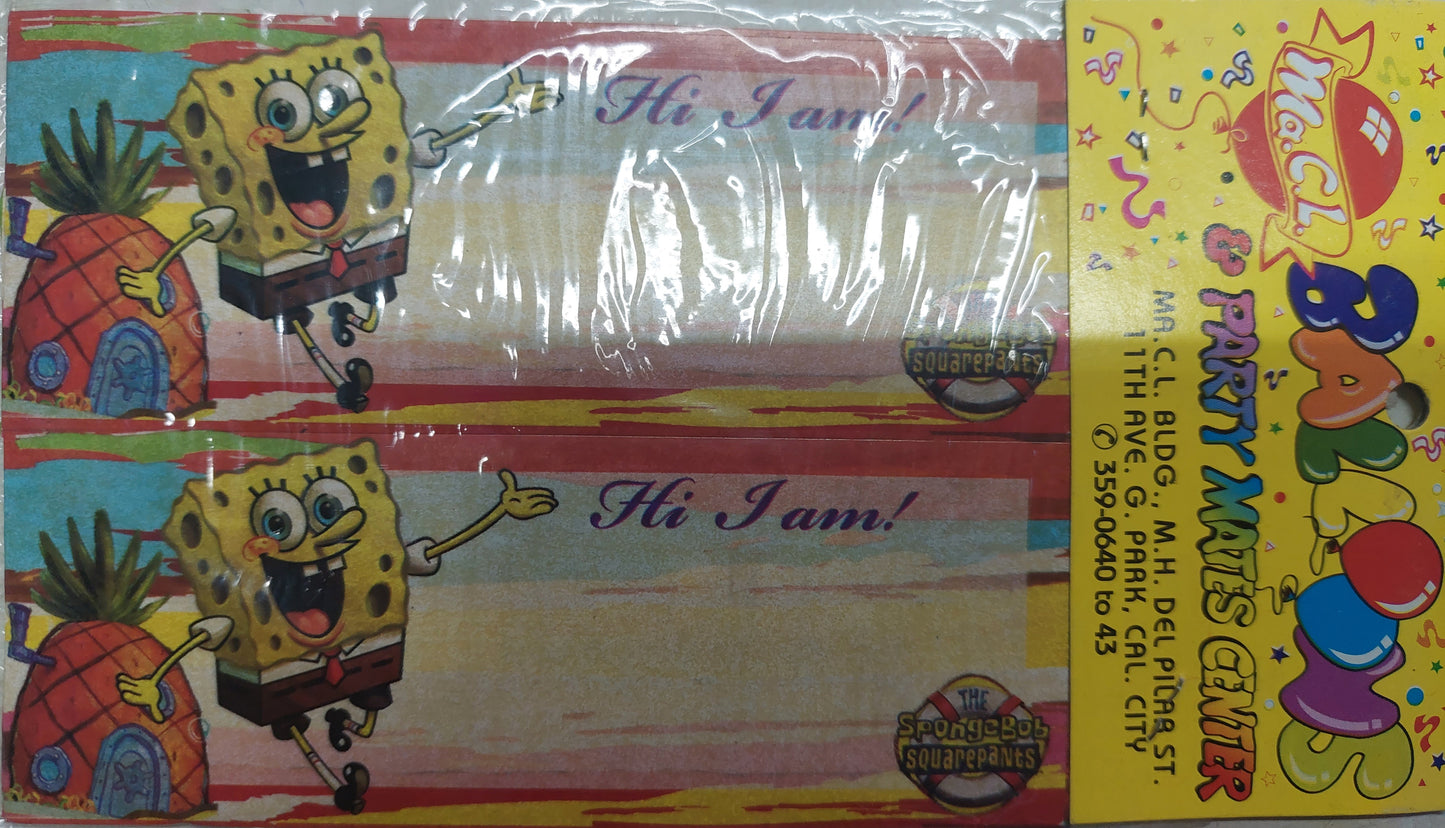 Hi I am!
SQUAREPANTS
Hi I am!
THE
SPONGEBOB
SQUAREPANTS
Ma.C.L.
BALLOONS
& PARTY MATES CENTER
MA.C.L. BLDG., M.H. DEL PILAR ST.
11TH AVE. G. PARK, CAL. CITY
✆ 359-0640 to 43